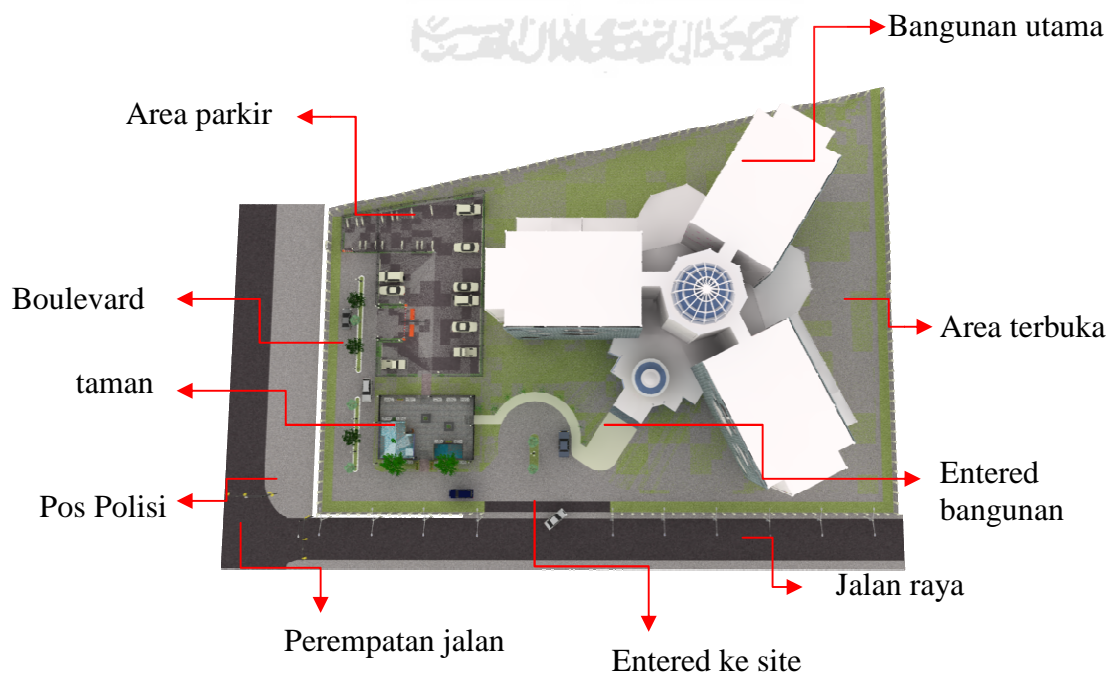 Bangunan utama
Area parkir
Boulevard
Area terbuka
taman
Entered
bangunan
Pos Polisi
Jalan raya
Perempatan jalan
Entered ke site